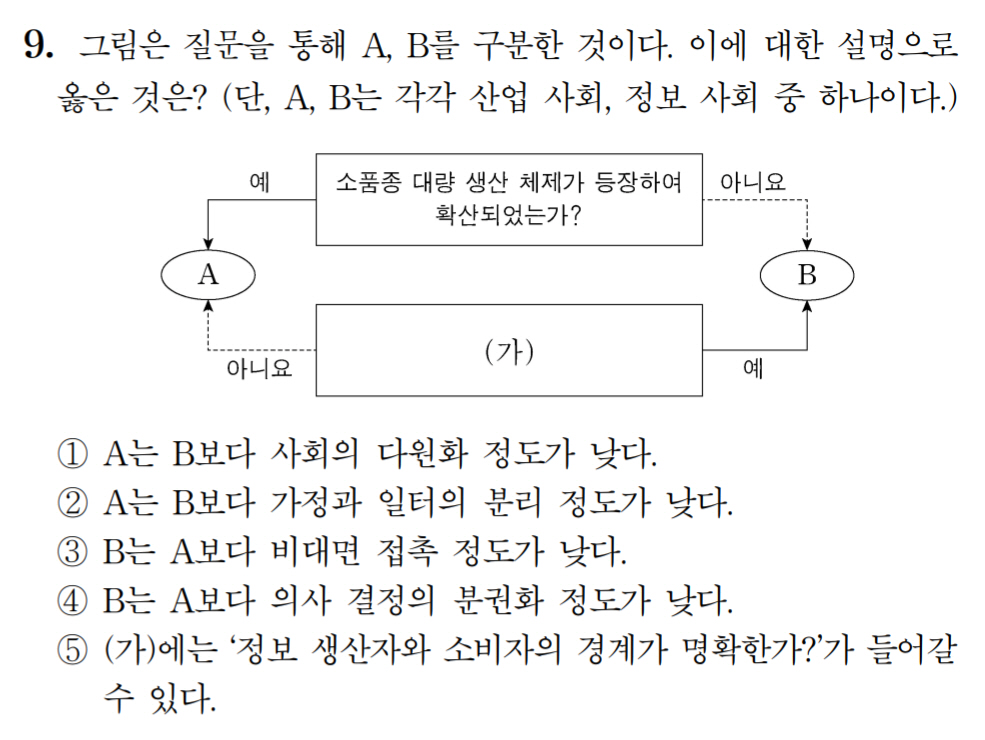 9. 그림은 질문을 통해 A, B를 구분한 것이다. 이에 대한 설명으로
옳은 것은? (단, A, B는 각각 산업 사회, 정보 사회 중 하나이다.)
예
소품종 대량 생산 체제가 등장하여
확산되었는가?
아니요
A
B
아니요
(가)
예
① A는 B보다 사회의 다원화 정도가 낮다.
② A는 B보다 가정과 일터의 분리 정도가 낮다.
③ B는 A보다 비대면 접촉 정도가 낮다.
④ B는 A보다 의사 결정의 분권화 정도가 낮다.
⑤ (가)에는 ‘정보 생산자와 소비자의 경계가 명확한가?’가 들어갈
수 있다.